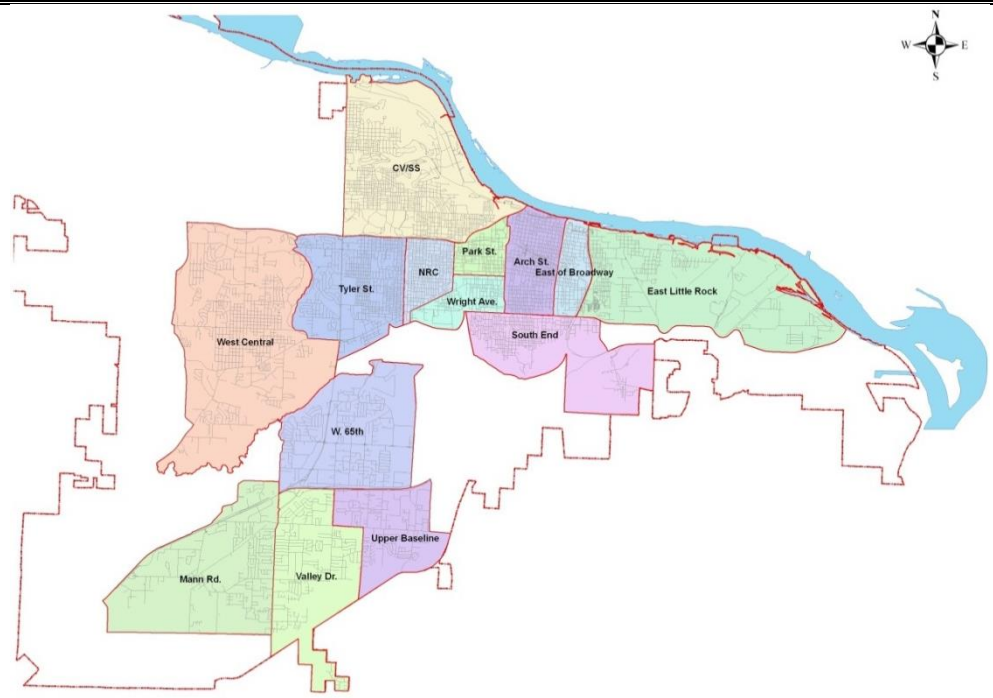 N
W E
S
CV/SS
Park St.
NRC
Arch St.
East of Broadway
Tyler St.
East Little Rock
Wright Ave.
South End
West Central
W. 65th
Upper Baseline
Mann Rd.
Valley Dr.